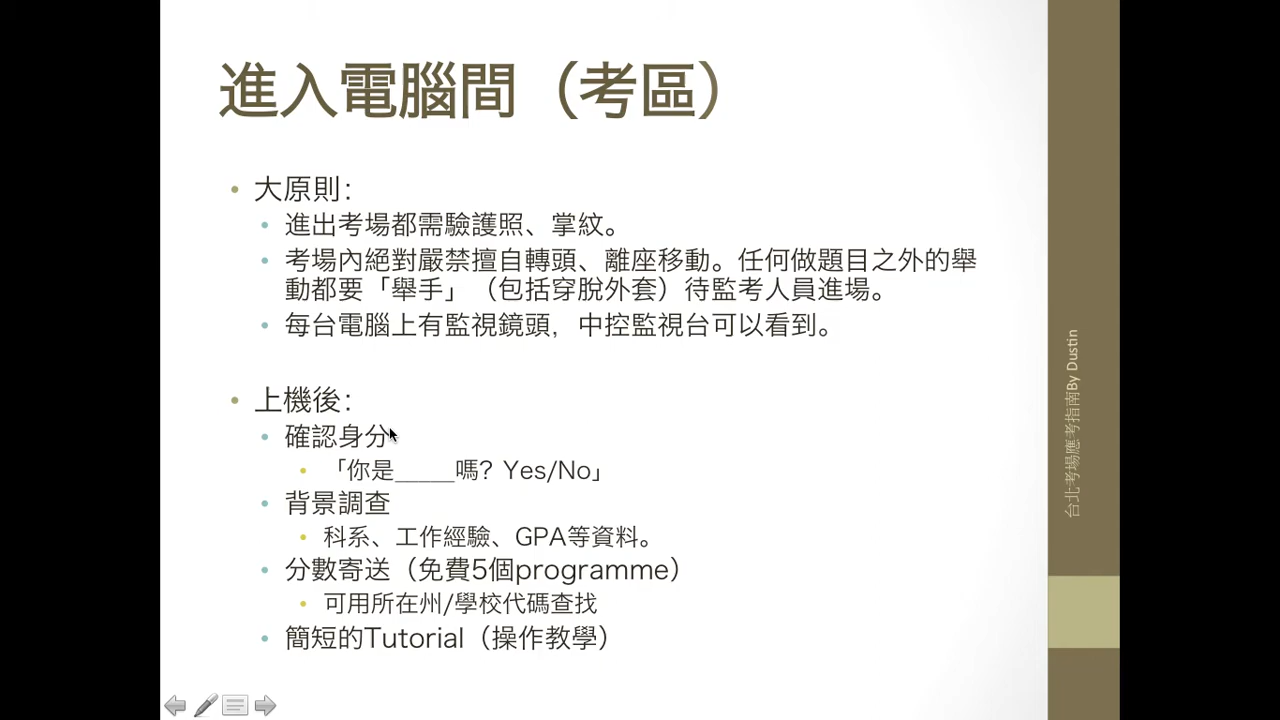 進入電腦間（考區）
大原則：
進出考場都需驗護照、掌紋。
考場內絕對嚴禁擅自轉頭、離座移動。任何做題目之外的舉
動都要「舉手」（包括穿脫外套）待監考人員進場。
每台電腦上有監視鏡頭，中控監視台可以看到。
上機後：
確認身分
「你是_____嗎？Yes/No」
背景調查
科系、工作經驗、GPA等資料。
分數寄送（免費5個programme）
可用所在州/學校代碼查找
簡短的Tutorial（操作教學）
台北考場應考指南By Dustin